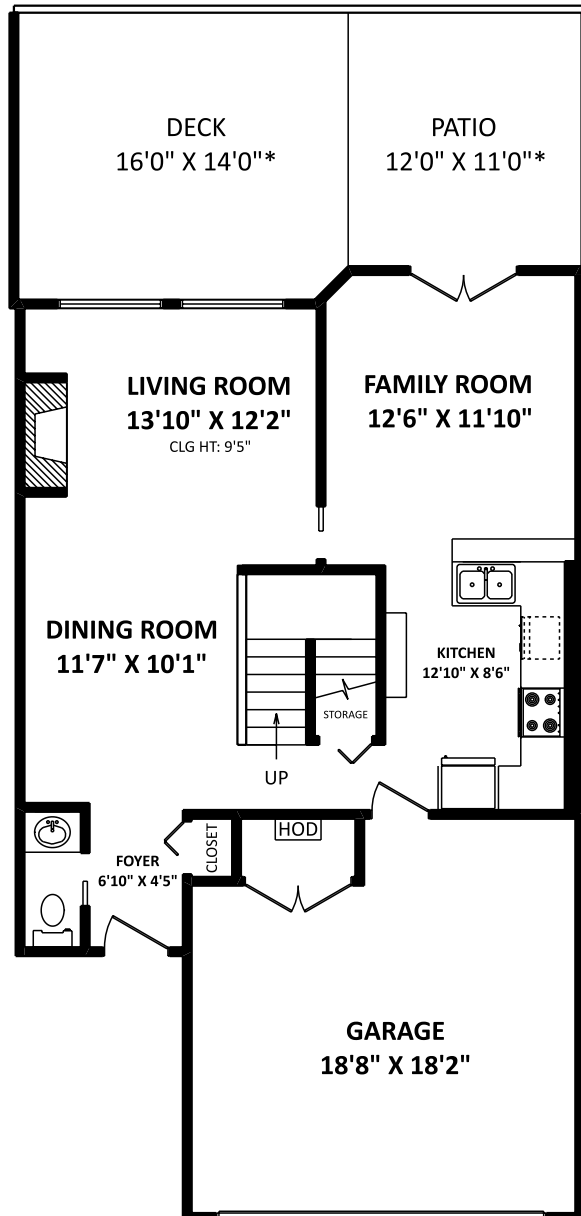 DECK
16'0" X 14'0"*
PATIO
12'0" X 11'0"*
LIVING ROOM
13'10" X 12'2"
CLG HT: 9'5"
FAMILY ROOM
12'6" X 11'10"
DINING ROOM
11'7" X 10'1"
KITCHEN
12'10" X 8'6"
STORAGE
UP
HOD
CLOSET
FOYER
6'10" X 4'5"
GARAGE
18'8" X 18'2"